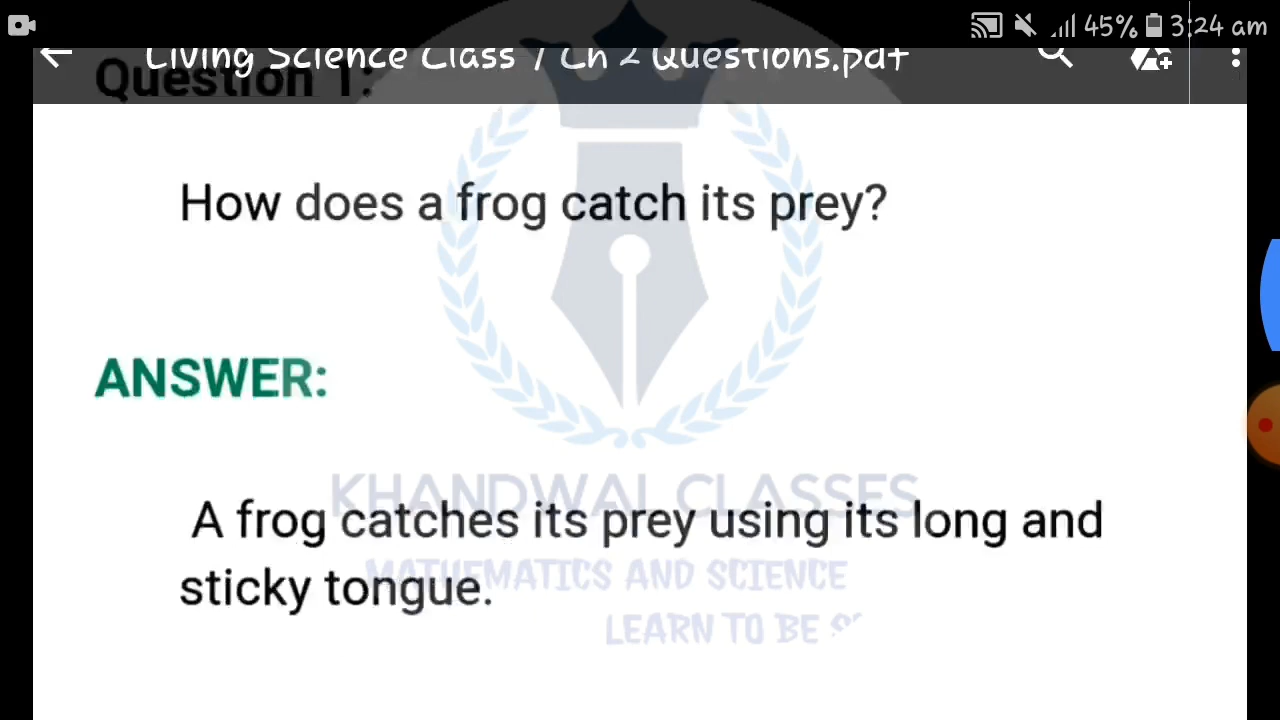 45% 3:24 am
Living Science Class 7 Ch 2 Questions.pdf
Question 1:
How does a frog catch its prey?
ANSWER:
KHANDWAL CLASSES
A frog catches its prey using its long and
MATHEMATICS AND SCIENCE
sticky tongue.
LEARN TO BE